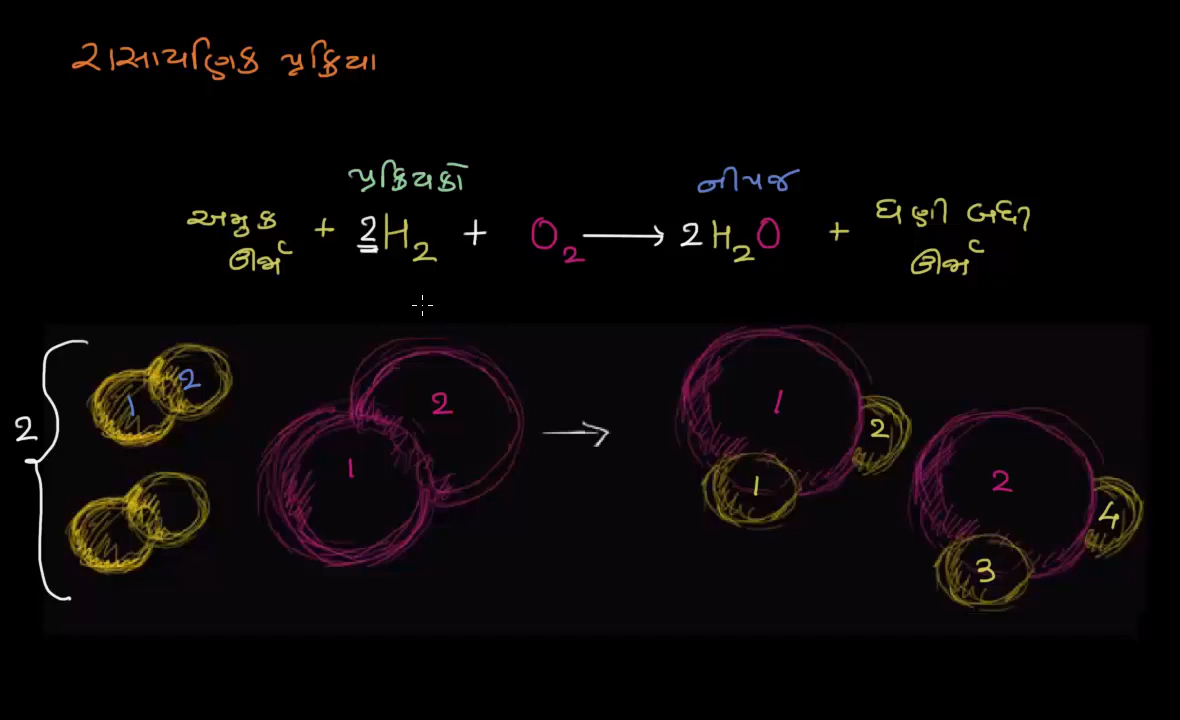 રાસાયણિક પ્રક્રિયા
પ્રક્રિયકો નીપજ
અમુક ઊર્જા + 2H₂ + O₂ ⟶ 2H₂O + ઘણી બધી ઊર્જા
2 1 2 1 2 → 1 2 1 2 3 4